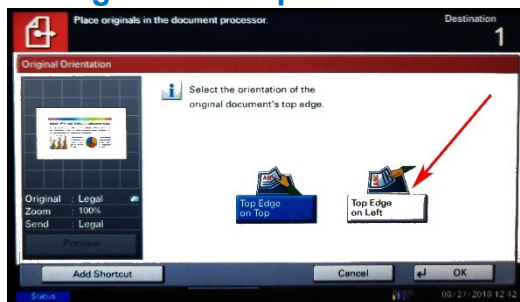 Place originals in the document processor.
Destination
1
Original Orientation
Select the orientation of the
original document's top edge.
Original : Legal
Zoom : 100%
Send : Legal
Preview
Top Edge
on Top
Top Edge
on Left
Add Shortcut
Cancel
OK
Status
08/27/2010 12:42